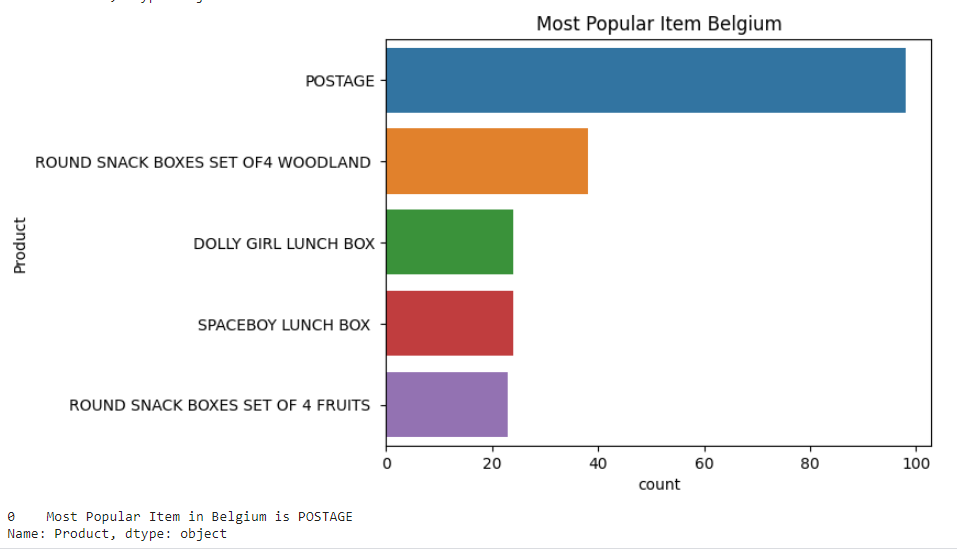 Most Popular Item Belgium
POSTAGE
ROUND SNACK BOXES SET OF4 WOODLAND
DOLLY GIRL LUNCH BOX
SPACEBOY LUNCH BOX
ROUND SNACK BOXES SET OF 4 FRUITS
Product
0 20 40 60 80 100
count
0    Most Popular Item in Belgium is POSTAGE
Name: Product, dtype: object